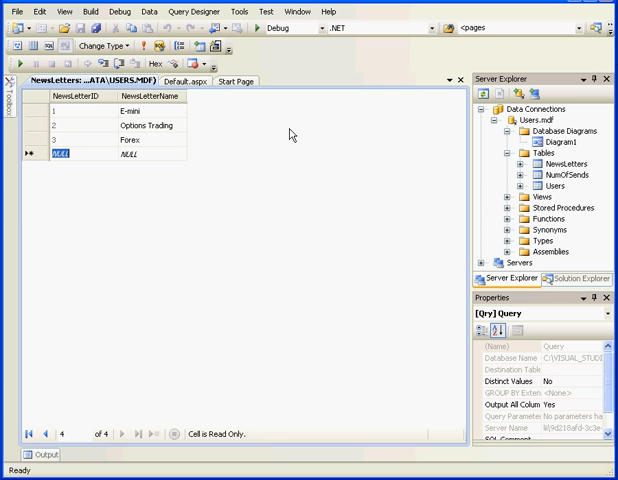 File Edit View Build Debug Data Query Designer Tools Test Window Help
Debug .NET <pages
Change Type
Hex
NewsLetters: ...ATA\USERS.MDF) Default.aspx Start Page
NewsLetterID NewsLetterName
1 E-mini
2 Options Trading
3 Forex
NULL NULL
4 of 4 Cell is Read Only.
Toolbox
Server Explorer
Data Connections
Users.mdf
Database Diagrams
Diagram1
Tables
NewsLetters
NumOfSends
Users
Views
Stored Procedures
Functions
Synonyms
Types
Assemblies
Servers
Server Explorer Solution Explorer
Properties
[Qry] Query
(Name) Query
Database Name C:\VISUAL_STUDI
Destination Table
Distinct Values No
GROUP BY Exten <None>
Output All Colum Yes
Query Parameter No parameters ha
Server Name lil\9d218afd-3c3e-
SQL Comment
Output
Ready